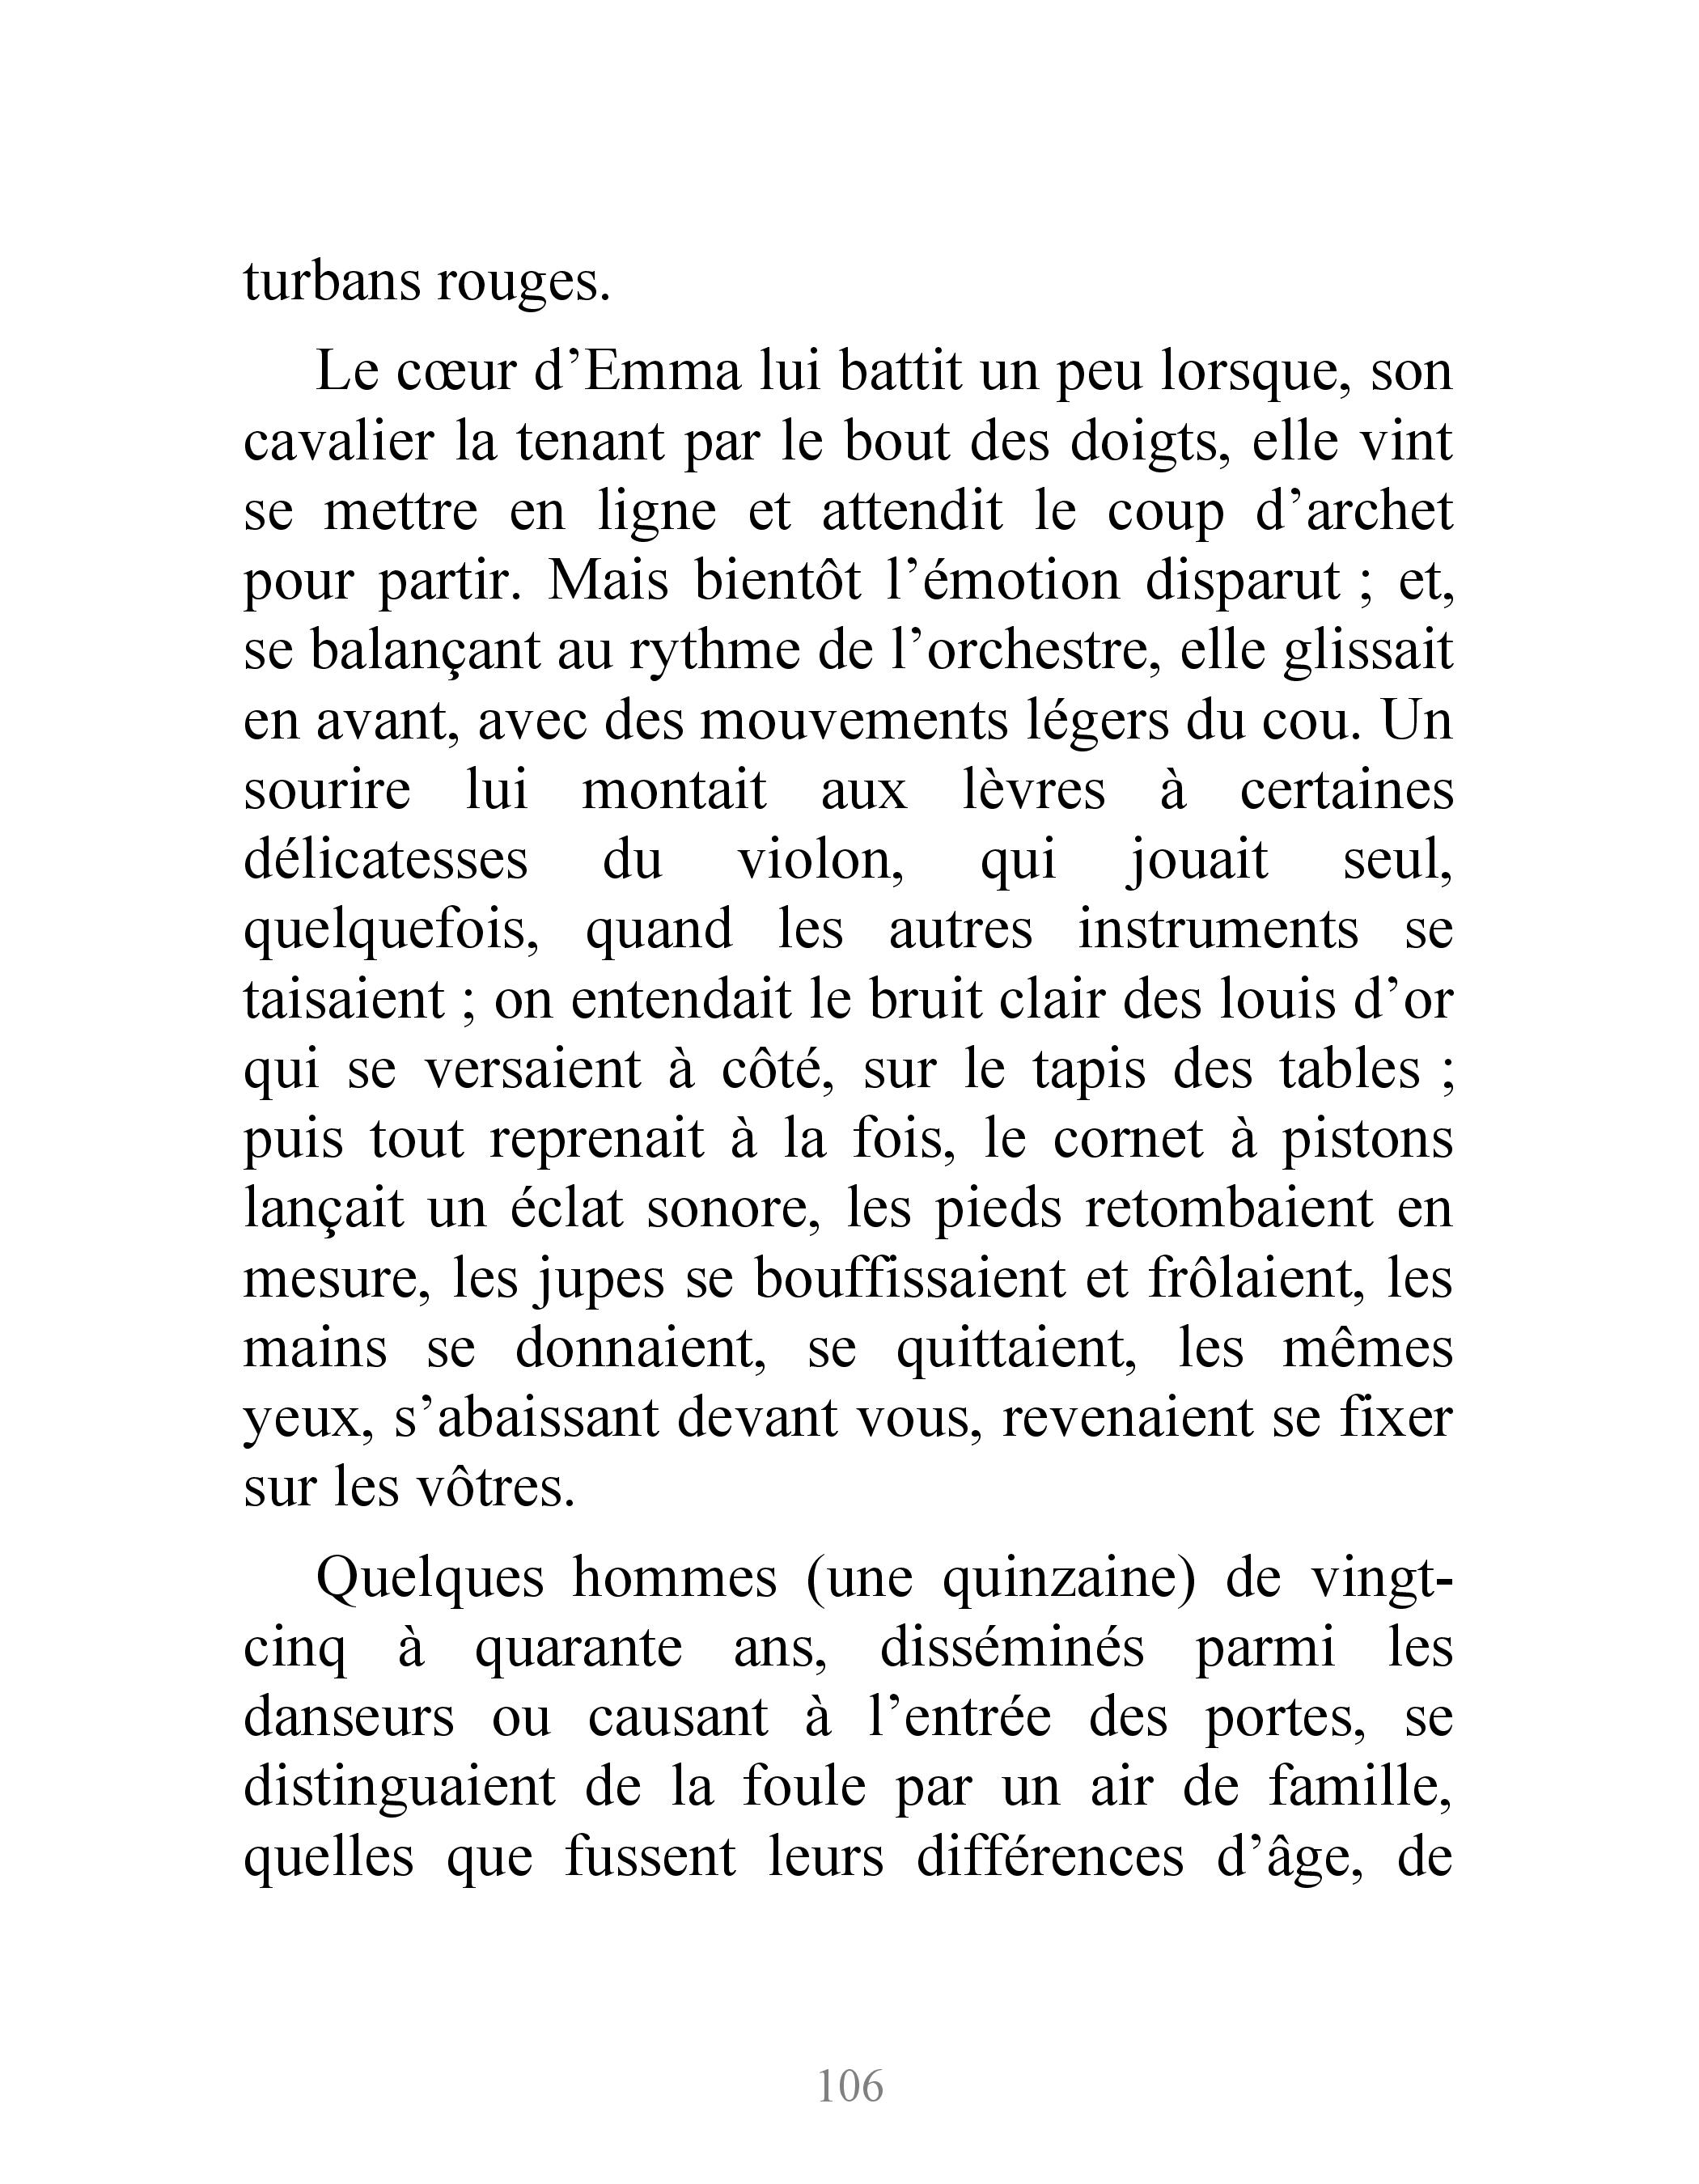 turbans rouges.
Le cœur d’Emma lui battit un peu lorsque, son
cavalier la tenant par le bout des doigts, elle vint
se mettre en ligne et attendit le coup d’archet
pour partir. Mais bientôt l’émotion disparut ; et,
se balançant au rythme de l’orchestre, elle glissait
en avant, avec des mouvements légers du cou. Un
sourire lui montait aux lèvres à certaines
délicatesses du violon, qui jouait seul,
quelquefois, quand les autres instruments se
taisaient ; on entendait le bruit clair des louis d’or
qui se versaient à côté, sur le tapis des tables ;
puis tout reprenait à la fois, le cornet à pistons
lançait un éclat sonore, les pieds retombaient en
mesure, les jupes se bouffissaient et frôlaient, les
mains se donnaient, se quittaient, les mêmes
yeux, s’abaissant devant vous, revenaient se fixer
sur les vôtres.
Quelques hommes (une quinzaine) de vingt-
cinq à quarante ans, disséminés parmi les
danseurs ou causant à l’entrée des portes, se
distinguaient de la foule par un air de famille,
quelles que fussent leurs différences d’âge, de
106